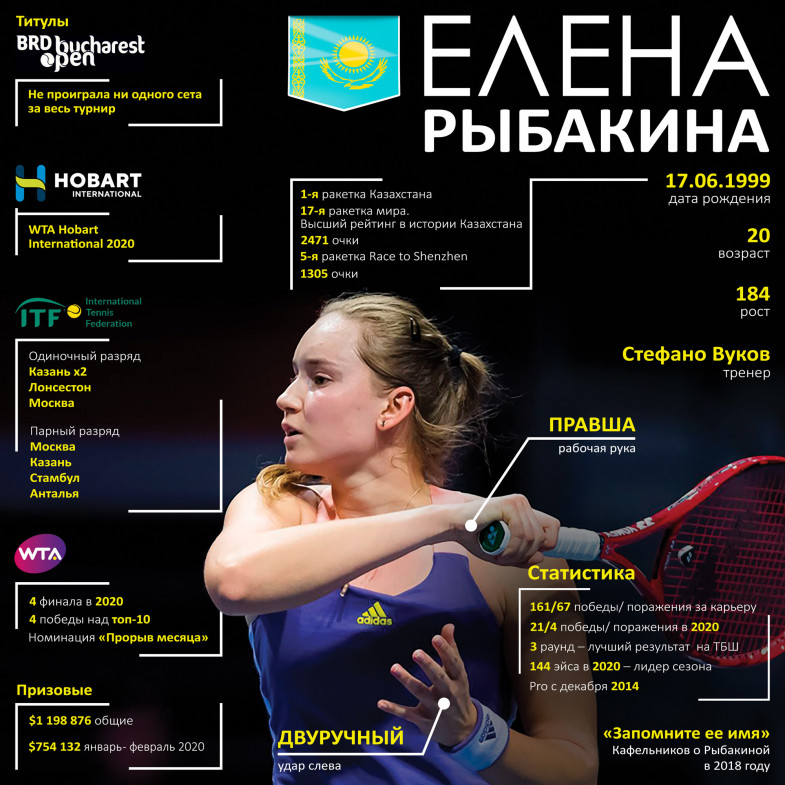 Титулы
BRD bucharest open
Не проиграла ни одного сета
за весь турнир
HOBART
INTERNATIONAL
WTA Hobart
International 2020
ITF
International
Tennis
Federation
Одиночный разряд
Казань x2
Лонсестон
Москва
Парный разряд
Москва
Казань
Стамбул
Анталья
WTA
4 финала в 2020
4 победы над топ-10
Номинация «Прорыв месяца»
Призовые
$1 198 876 общие
$754 132 январь- февраль 2020
ЕЛЕНА
РЫБАКИНА
1-я ракетка Казахстана
17-я ракетка мира.
Высший рейтинг в истории Казахстана
2471 очки
5-я ракетка Race to Shenzhen
1305 очки
17.06.1999
дата рождения
20
возраст
184
рост
Стефано Вуков
тренер
ПРАВША
рабочая рука
YONEX
adidas
Статистика
161/67 победы/ поражения за карьеру
21/4 победы/ поражения в 2020
3 раунд – лучший результат на ТБШ
144 эйса в 2020 – лидер сезона
Pro с декабря 2014
ДВУРУЧНЫЙ
удар слева
«Запомните ее имя»
Кафельников о Рыбакиной
в 2018 году